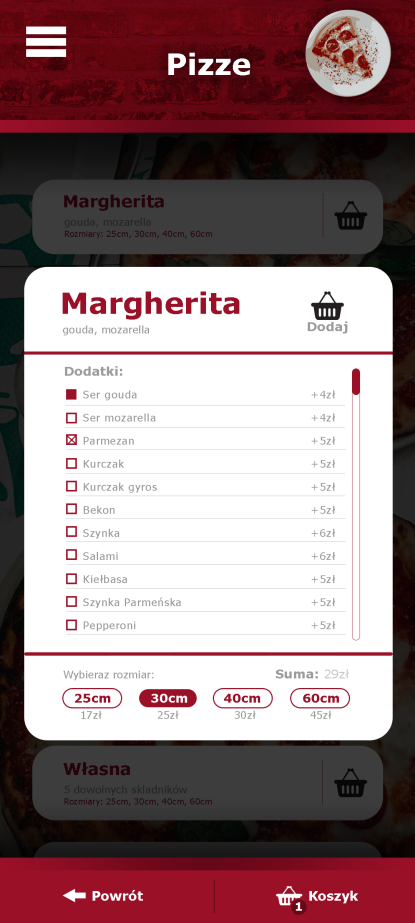 Pizze
Margherita
gouda, mozarella
Rozmiary: 25cm, 30cm, 40cm, 60cm
Margherita
gouda, mozarella
Dodaj
Dodatki:
Ser gouda +4zł
Ser mozarella +4zł
Parmezan +5zł
Kurczak +5zł
Kurczak gyros +5zł
Bekon +5zł
Szynka +6zł
Salami +6zł
Kiełbasa +5zł
Szynka Parmeńska +5zł
Pepperoni +5zł
Wybieraz rozmiar: Suma: 29zł
25cm 30cm 40cm 60cm
17zł 25zł 30zł 45zł
Własna
5 dowolnych skladników
Rozmiary: 25cm, 30cm, 40cm, 60cm
Powrót Koszyk
1